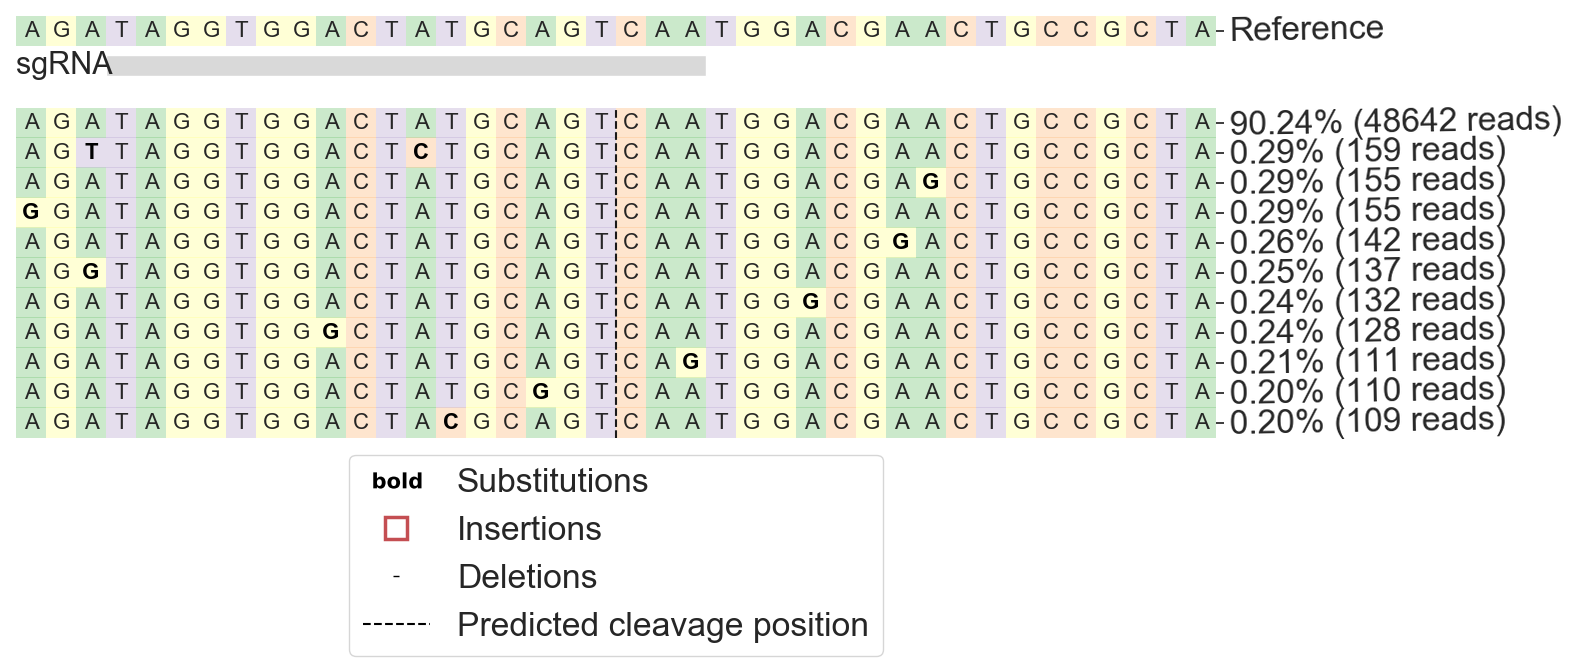 A G A T A G G T G G A C T A T G C A G T C A A T G G A C G A A C T G C C G C T A Reference
sgRNA
A G A T A G G T G G A C T A T G C A G T C A A T G G A C G A A C T G C C G C T A 90.24% (48642 reads)
A G T T A G G T G G A C T C T G C A G T C A A T G G A C G A A C T G C C G C T A 0.29% (159 reads)
A G A T A G G T G G A C T A T G C A G T C A A T G G A C G A G C T G C C G C T A 0.29% (155 reads)
G G A T A G G T G G A C T A T G C A G T C A A T G G A C G A A C T G C C G C T A 0.29% (155 reads)
A G A T A G G T G G A C T A T G C A G T C A A T G G A C G G A C T G C C G C T A 0.26% (142 reads)
A G G T A G G T G G A C T A T G C A G T C A A T G G A C G A A C T G C C G C T A 0.25% (137 reads)
A G A T A G G T G G A C T A T G C A G T C A A T G G G C G A A C T G C C G C T A 0.24% (132 reads)
A G A T A G G T G G G C T A T G C A G T C A A T G G A C G A A C T G C C G C T A 0.24% (128 reads)
A G A T A G G T G G A C T A T G C A G T C A G T G G A C G A A C T G C C G C T A 0.21% (111 reads)
A G A T A G G T G G A C T A T G C G G T C A A T G G A C G A A C T G C C G C T A 0.20% (110 reads)
A G A T A G G T G G A C T A C G C A G T C A A T G G A C G A A C T G C C G C T A 0.20% (109 reads)
bold Substitutions
Insertions
- Deletions
Predicted cleavage position